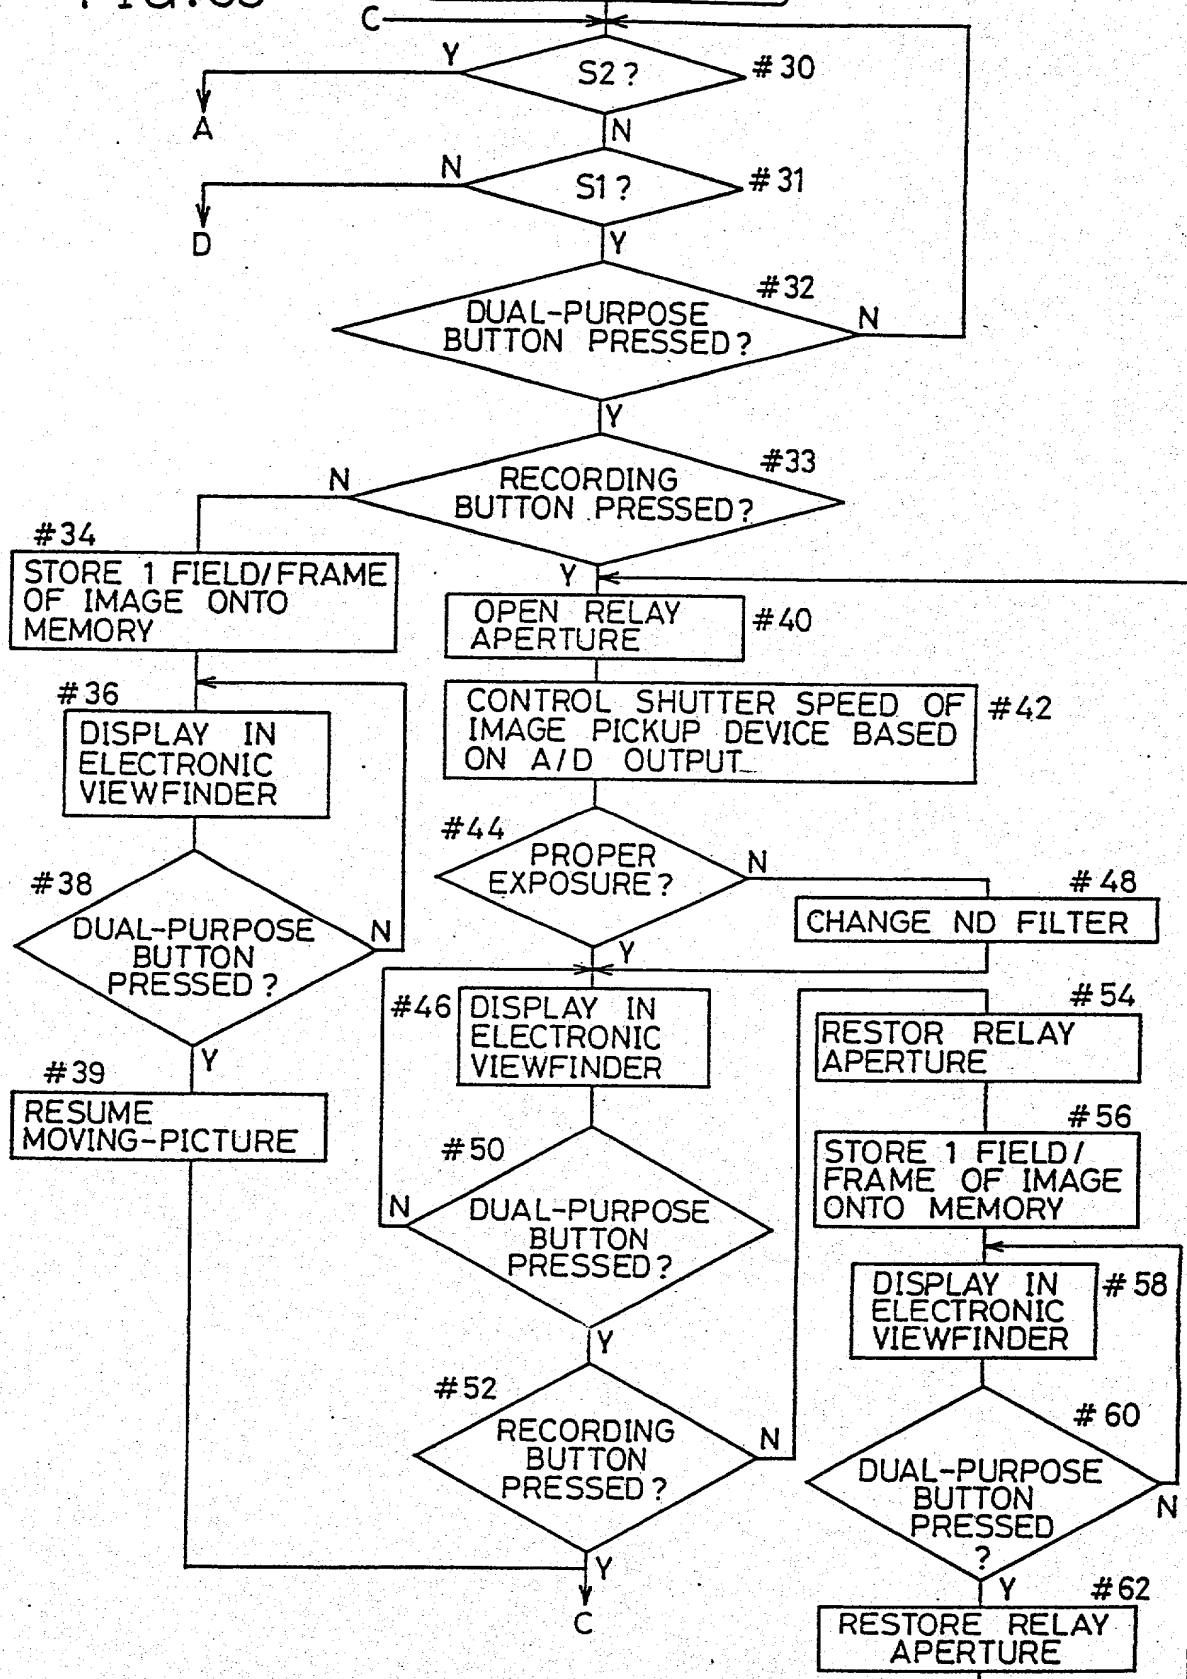 C
Y
S2?
#30
A
N
N
S1?
#31
D
Y
#32
DUAL-PURPOSE
BUTTON PRESSED?
N
Y
#33
N
RECORDING
BUTTON PRESSED?
#34
STORE 1 FIELD/FRAME
OF IMAGE ONTO
MEMORY
Y
OPEN RELAY
APERTURE
#40
#36
DISPLAY IN
ELECTRONIC
VIEWFINDER
CONTROL SHUTTER SPEED OF
IMAGE PICKUP DEVICE BASED
ON A/D OUTPUT
#42
#44
PROPER
EXPOSURE?
N
#48
CHANGE ND FILTER
#38
DUAL-PURPOSE
BUTTON
PRESSED?
N
Y
Y
#46
DISPLAY IN
ELECTRONIC
VIEWFINDER
#54
RESTOR RELAY
APERTURE
#39
RESUME
MOVING-PICTURE
#50
N
DUAL-PURPOSE
BUTTON
PRESSED?
#56
STORE 1 FIELD/
FRAME OF IMAGE
ONTO MEMORY
Y
DISPLAY IN
ELECTRONIC
VIEWFINDER
#58
#52
RECORDING
BUTTON
PRESSED?
N
#60
DUAL-PURPOSE
BUTTON
PRESSED
?
N
Y
C
Y
#62
RESTORE RELAY
APERTURE